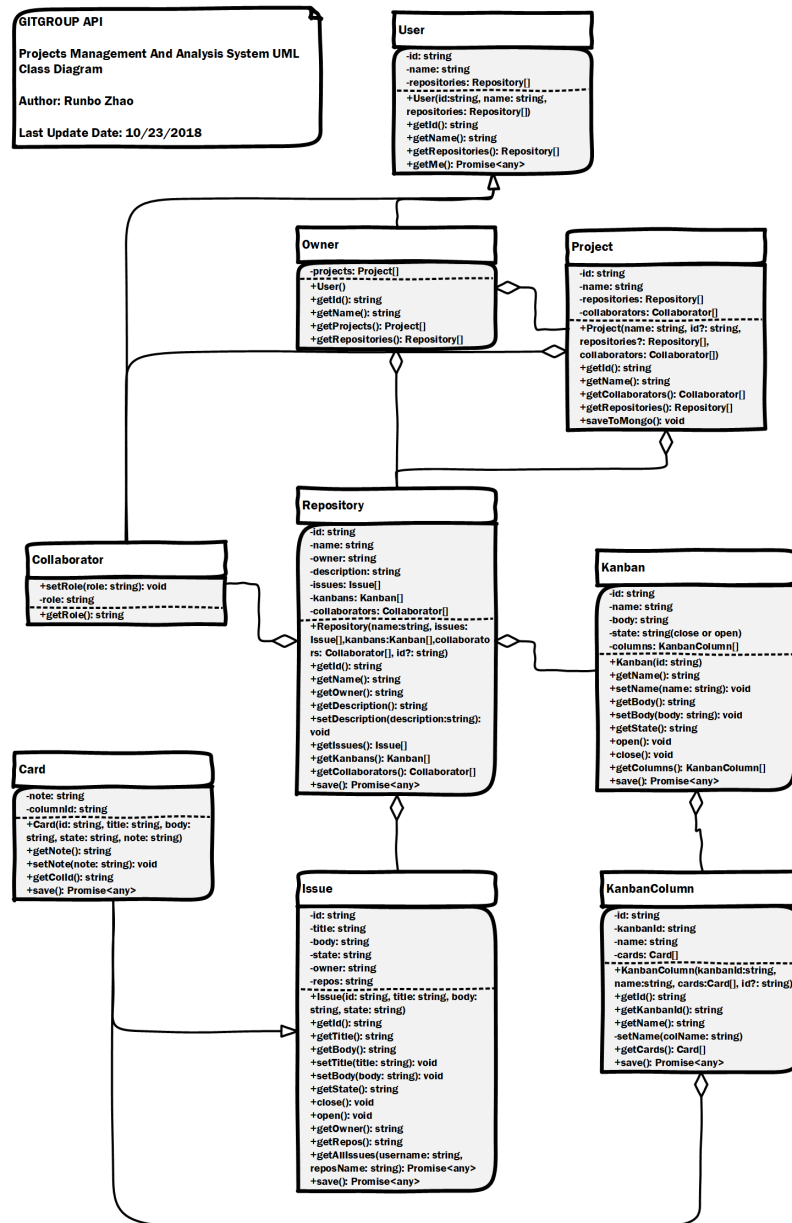 GITGROUP API
Projects Management And Analysis System UML
Class Diagram
Author: Runbo Zhao
Last Update Date: 10/23/2018
User
-id: string
-name: string
-repositories: Repository[]
+User(id:string, name: string,
repositories: Repository[])
+getId(): string
+getName(): string
+getRepositories(): Repository[]
+getMe(): Promise<any>
Owner
-projects: Project[]
+User()
+getId(): string
+getName(): string
+getProjects(): Project[]
+getRepositories(): Repository[]
Project
-id: string
-name: string
-repositories: Repository[]
-collaborators: Collaborator[]
+Project(name: string, id?: string,
repositories?: Repository[],
collaborators: Collaborator[])
+getId(): string
+getName(): string
+getCollaborators(): Collaborator[]
+getRepositories(): Repository[]
+saveToMongo(): void
Repository
-id: string
-name: string
-owner: string
-description: string
-issues: Issue[]
-kanbans: Kanban[]
-collaborators: Collaborator[]
+Repository(name:string, issues:
Issue[],kanbans:Kanban[],collaborato
rs: Collaborator[], id?: string)
+getId(): string
+getName(): string
+getOwner(): string
+getDescription(): string
+setDescription(description:string):
void
+getIssues(): Issue[]
+getKanbans(): Kanban[]
+getCollaborators(): Collaborator[]
+save(): Promise<any>
Collaborator
+setRole(role: string): void
-role: string
+getRole(): string
Kanban
-id: string
-name: string
-body: string
-state: string(close or open)
-columns: KanbanColumn[]
+Kanban(id: string)
+getName(): string
+setName(name: string): void
+getBody(): string
+setBody(body: string): void
+getState(): string
+open(): void
+close(): void
+getColumns(): KanbanColumn[]
+save(): Promise<any>
Card
-note: string
-columnId: string
+Card(id: string, title: string, body:
string, state: string, note: string)
+getNote(): string
+setNote(note: string): void
+getColId(): string
+save(): Promise<any>
Issue
-id: string
-title: string
-body: string
-state: string
-owner: string
-repos: string
+Issue(id: string, title: string, body:
string, state: string)
+getId(): string
+getTitle(): string
+getBody(): string
+setTitle(title: string): void
+setBody(body: string): void
+getState(): string
+close(): void
+open(): void
+getOwner(): string
+getRepos(): string
+getAllIssues(username: string,
reposName: string): Promise<any>
+save(): Promise<any>
KanbanColumn
-id: string
-kanbanId: string
-name: string
-cards: Card[]
+KanbanColumn(kanbanId:string,
name:string, cards:Card[], id?: string)
+getId(): string
+getKanbanId(): string
+getName(): string
-setName(colName: string)
+getCards(): Card[]
+save(): Promise<any>